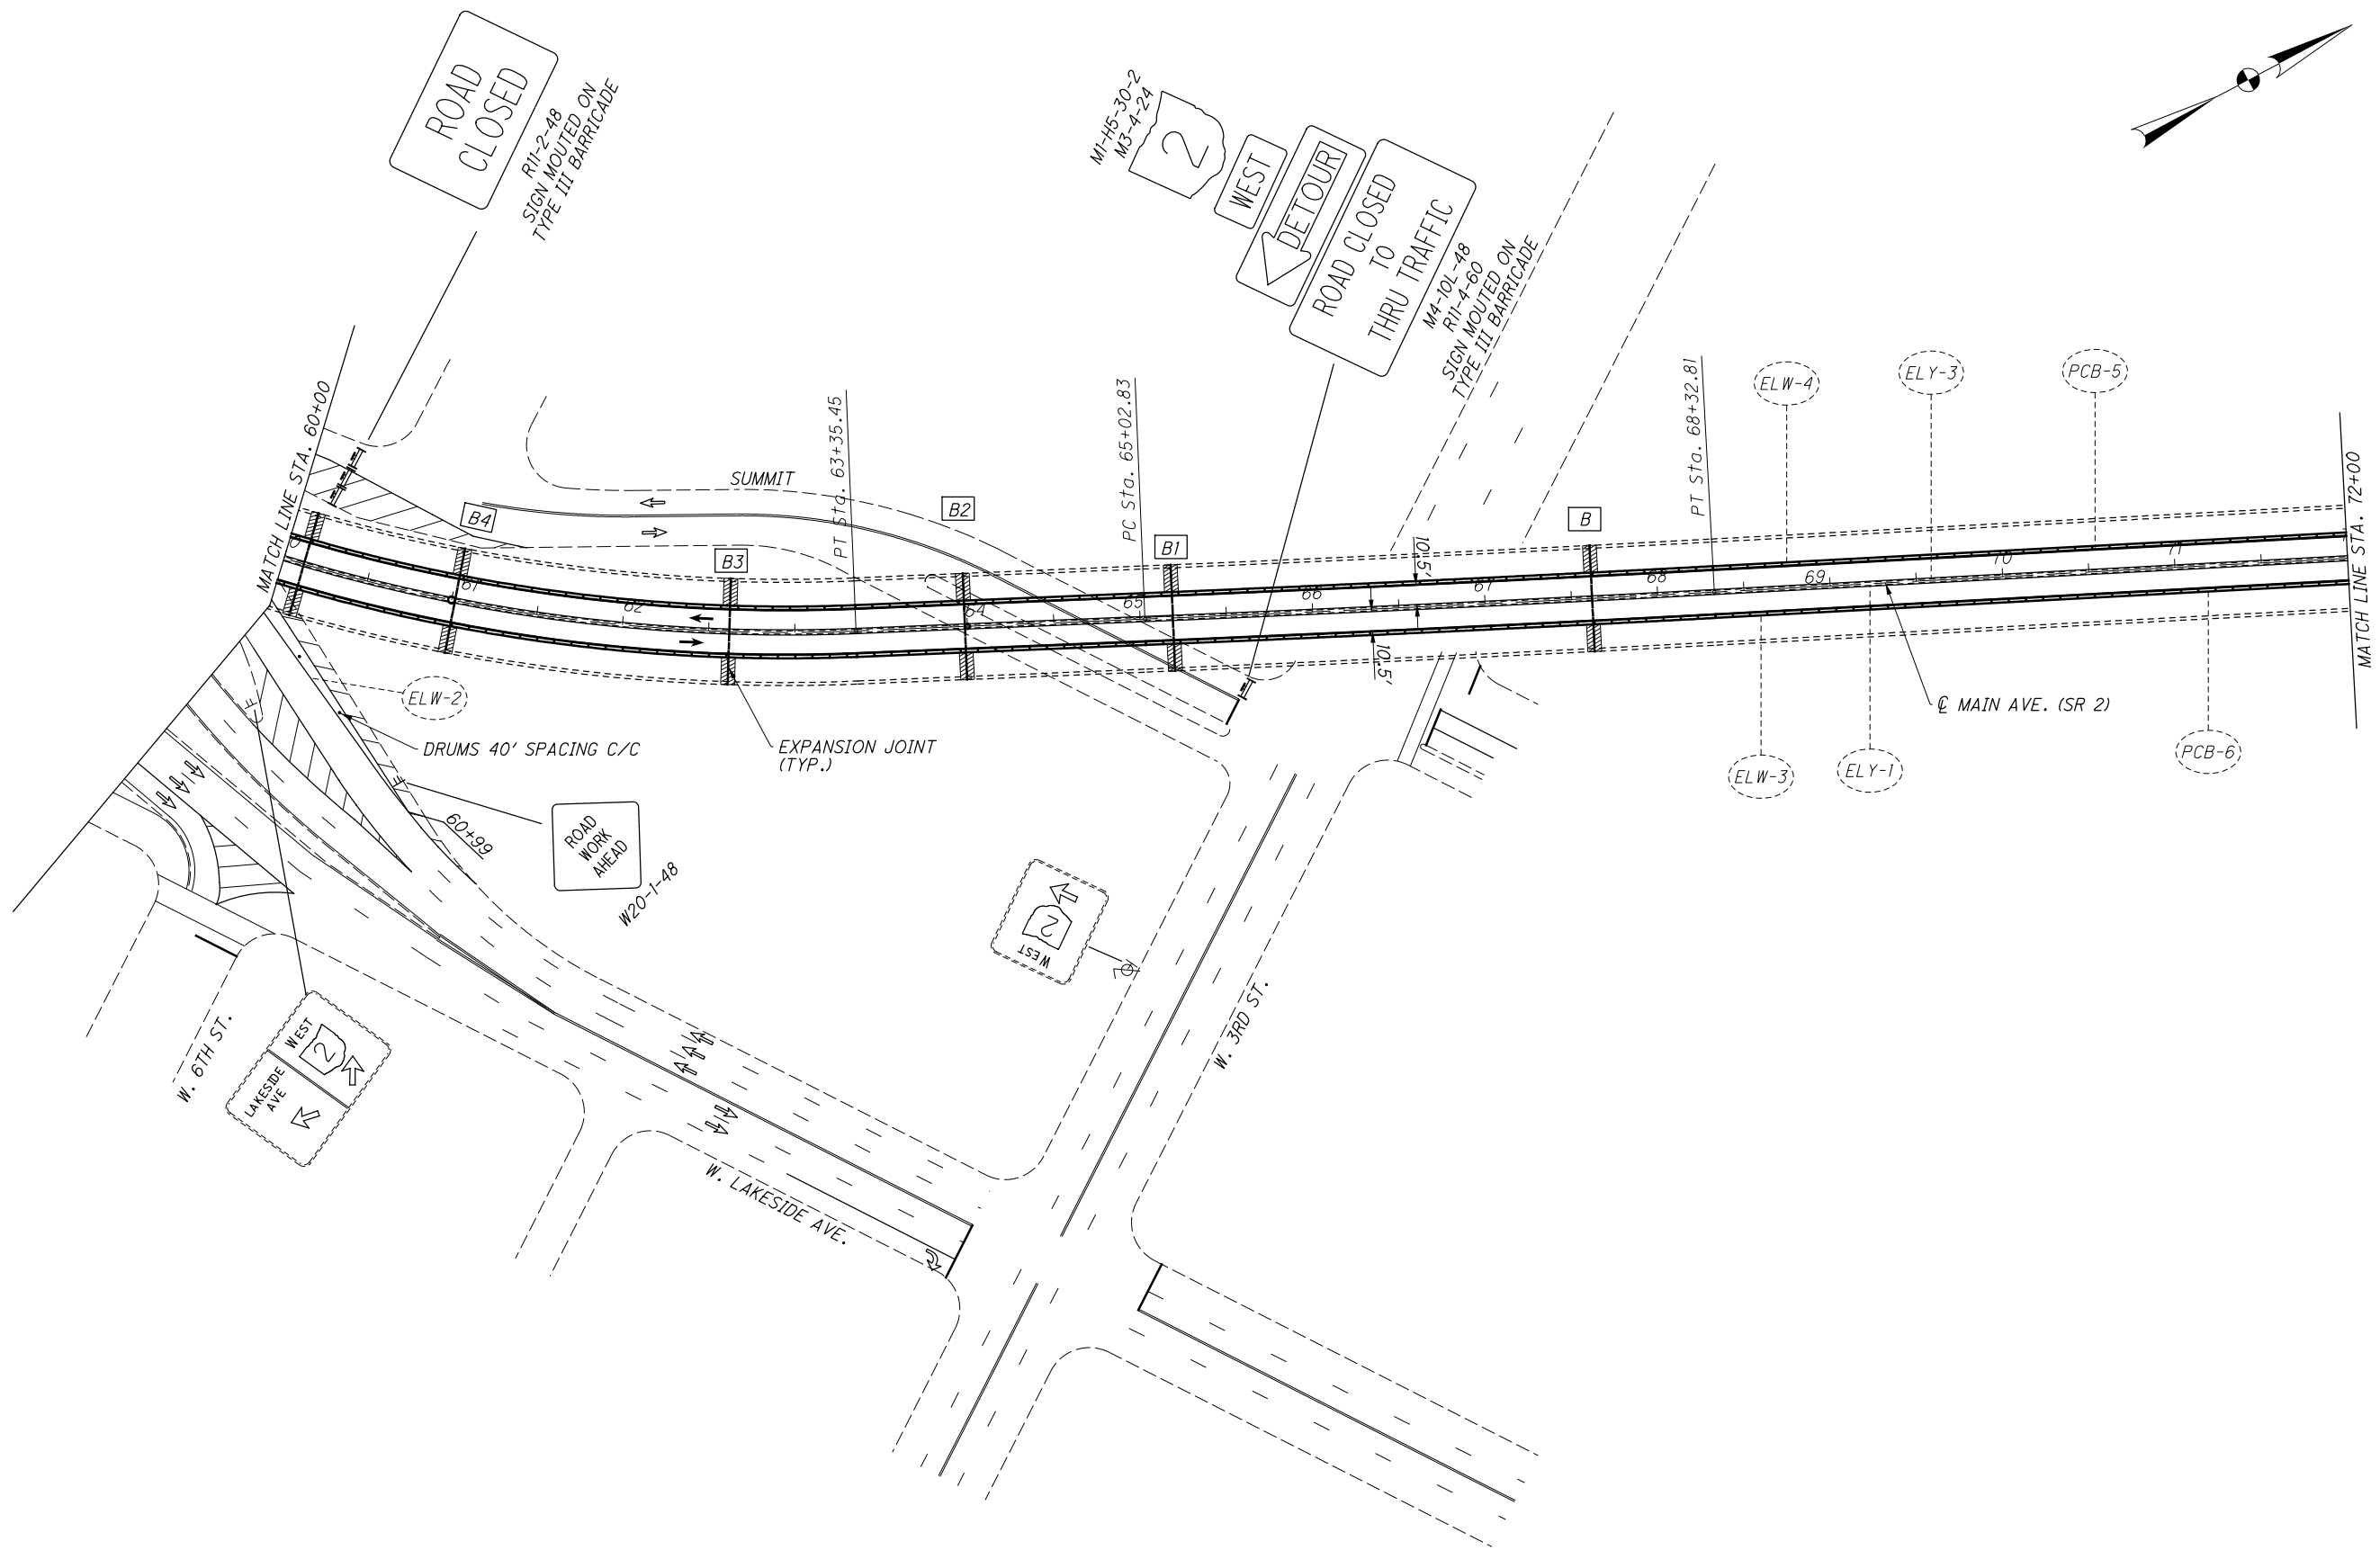 ROAD
CLOSED
R11-2-48
SIGN MOUTED ON
TYPE III BARRICADE
M1-H5-30-2
M3-4-24
2
WEST
DETOUR
ROAD CLOSED
TO
THRU TRAFFIC
M4-10L-48
R11-4-60
SIGN MOUTED ON
TYPE III BARRICADE
MATCH LINE STA. 60+00
SUMMIT
PT Sta. 63+35.45
PC Sta. 65+02.83
PT Sta. 68+32.81
MATCH LINE STA. 72+00
ELW-4
ELY-3
PCB-5
B4
B3
B2
B1
B
10.5'
10.5'
61
62
64
65
66
67
68
69
70
71
ELW-2
DRUMS 40' SPACING C/C
EXPANSION JOINT
(TYP.)
℄ MAIN AVE. (SR 2)
ELW-3
ELY-1
PCB-6
60+99
ROAD
WORK
AHEAD
W20-1-48
2
WEST
W. 6TH ST.
WEST
2
LAKESIDE
AVE
W. 3RD ST.
W. LAKESIDE AVE.